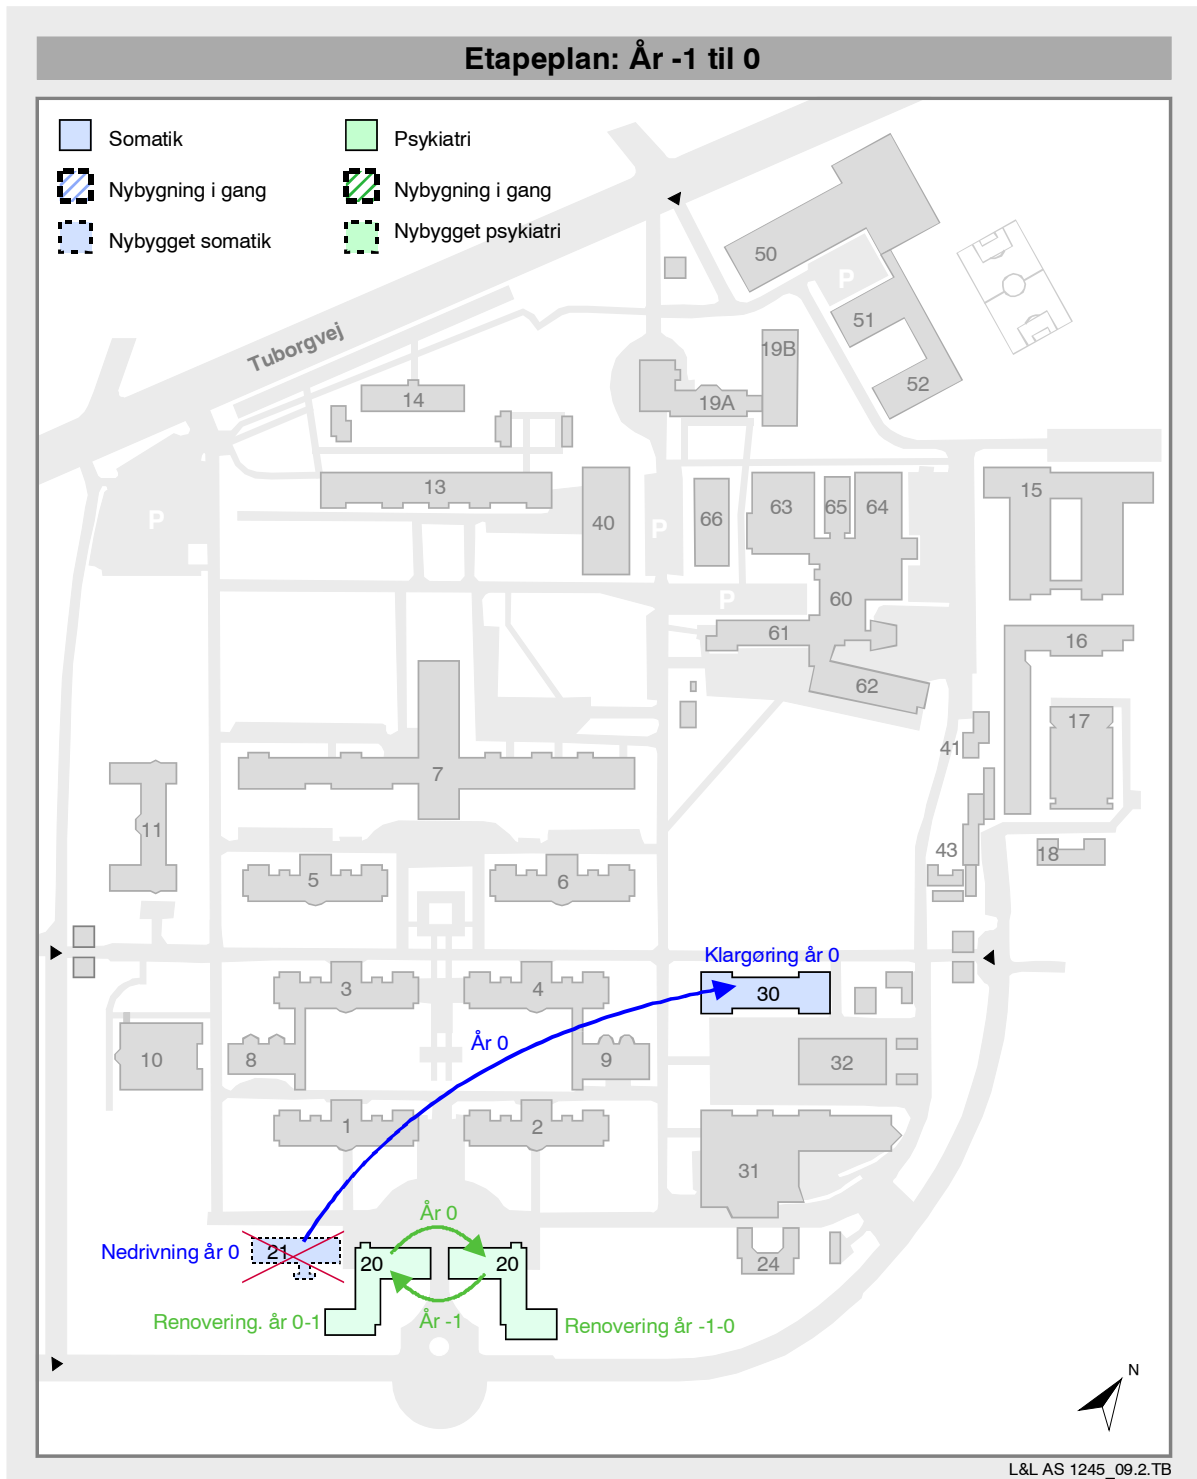 Etapeplan: År -1 til 0
Somatik
Psykiatri
Nybygning i gang
Nybygning i gang
Nybygget somatik
Nybygget psykiatri
Tuborgvej
50
P
51
52
19B
19A
14
13
40
P
P
66
63
65
64
15
P
60
61
62
16
17
41
7
11
43
18
5
6
Klargøring år 0
30
3
4
År 0
10
8
9
32
1
2
31
År 0
Nedrivning år 0
21
20
20
24
Renovering. år 0-1
År -1
Renovering år -1-0
N
L&L AS 1245_09.2.TB